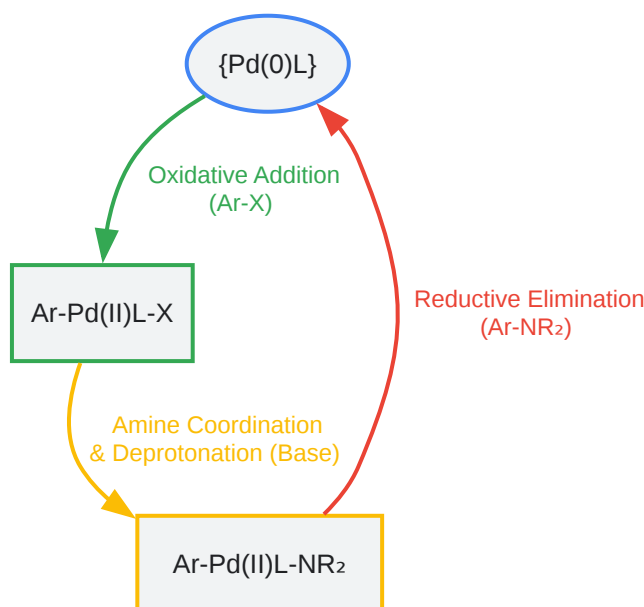 {Pd(0)L}
Oxidative Addition
(Ar-X)
Ar-Pd(II)L-X
Reductive Elimination
(Ar-NR₂)
Amine Coordination
& Deprotonation (Base)
Ar-Pd(II)L-NR₂